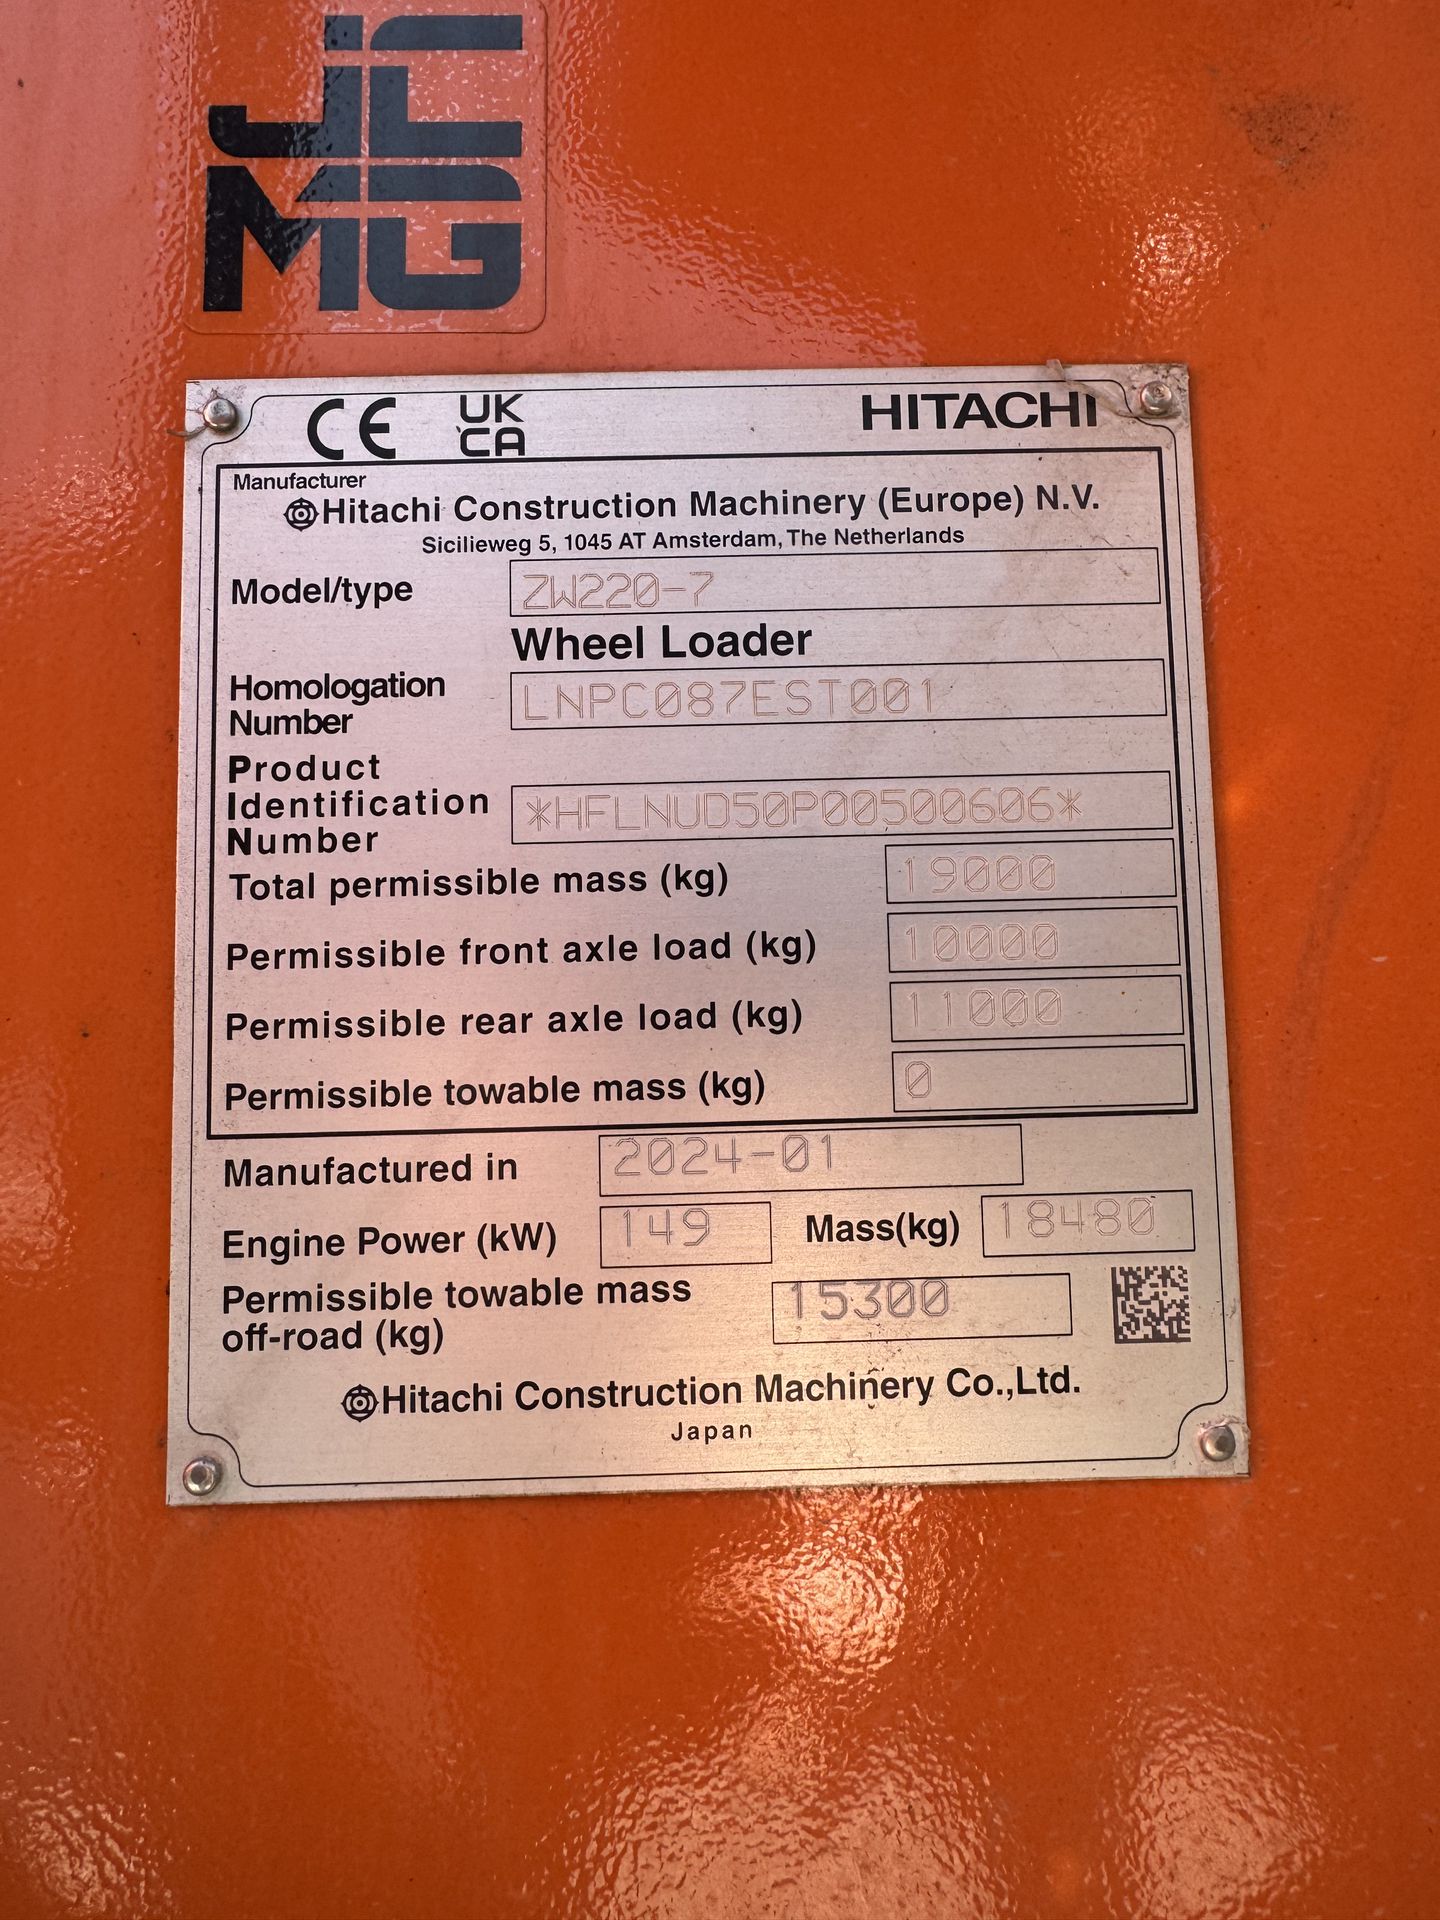 JC
MG
CE UK
CA
HITACHI
Manufacturer
Hitachi Construction Machinery (Europe) N.V.
Sicilieweg 5, 1045 AT Amsterdam, The Netherlands
Model/type ZW220-7
Wheel Loader
Homologation
Number LNPC087EST001
Product
Identification
Number *HFLNUD50P00500606*
Total permissible mass (kg) 19000
Permissible front axle load (kg) 10000
Permissible rear axle load (kg) 11000
Permissible towable mass (kg) 0
Manufactured in 2024-01
Engine Power (kW) 149 Mass(kg) 18480
Permissible towable mass
off-road (kg) 15300
Hitachi Construction Machinery Co.,Ltd.
Japan